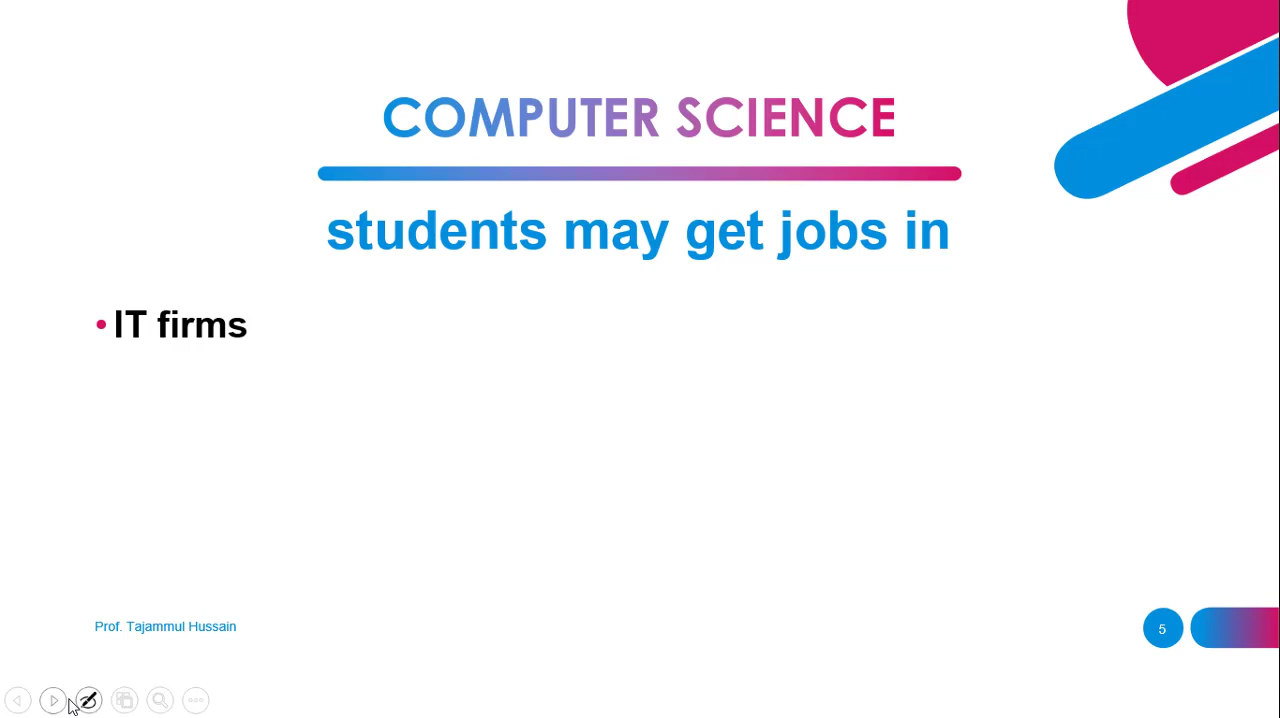 COMPUTER SCIENCE
students may get jobs in
• IT firms
Prof. Tajammul Hussain
5